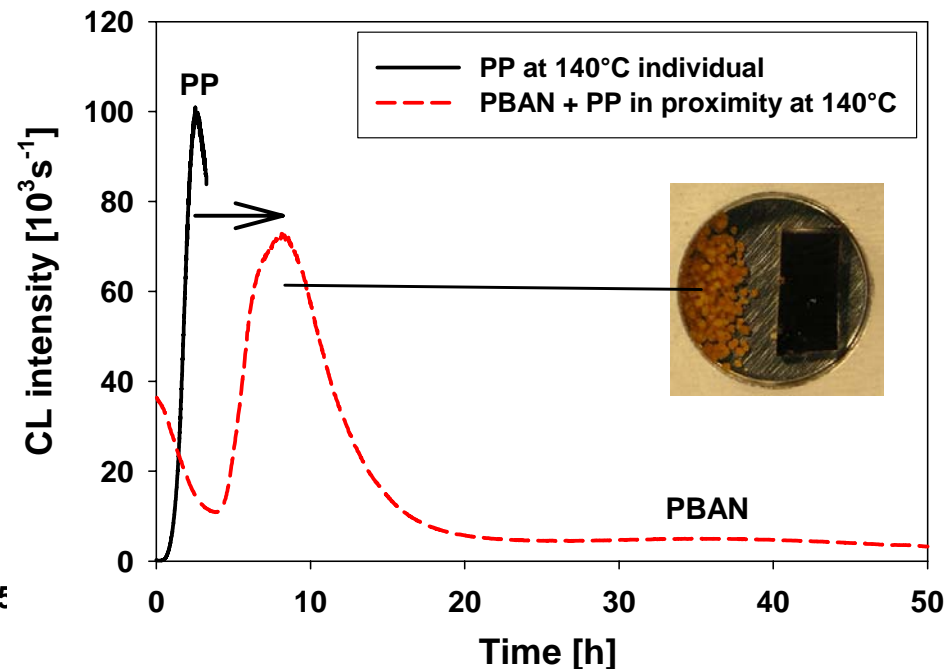 120
100
80
60
40
20
0
CL intensity [10³s⁻¹]
PP
PP at 140°C individual
PBAN + PP in proximity at 140°C
PBAN
0 10 20 30 40 50
Time [h]
5